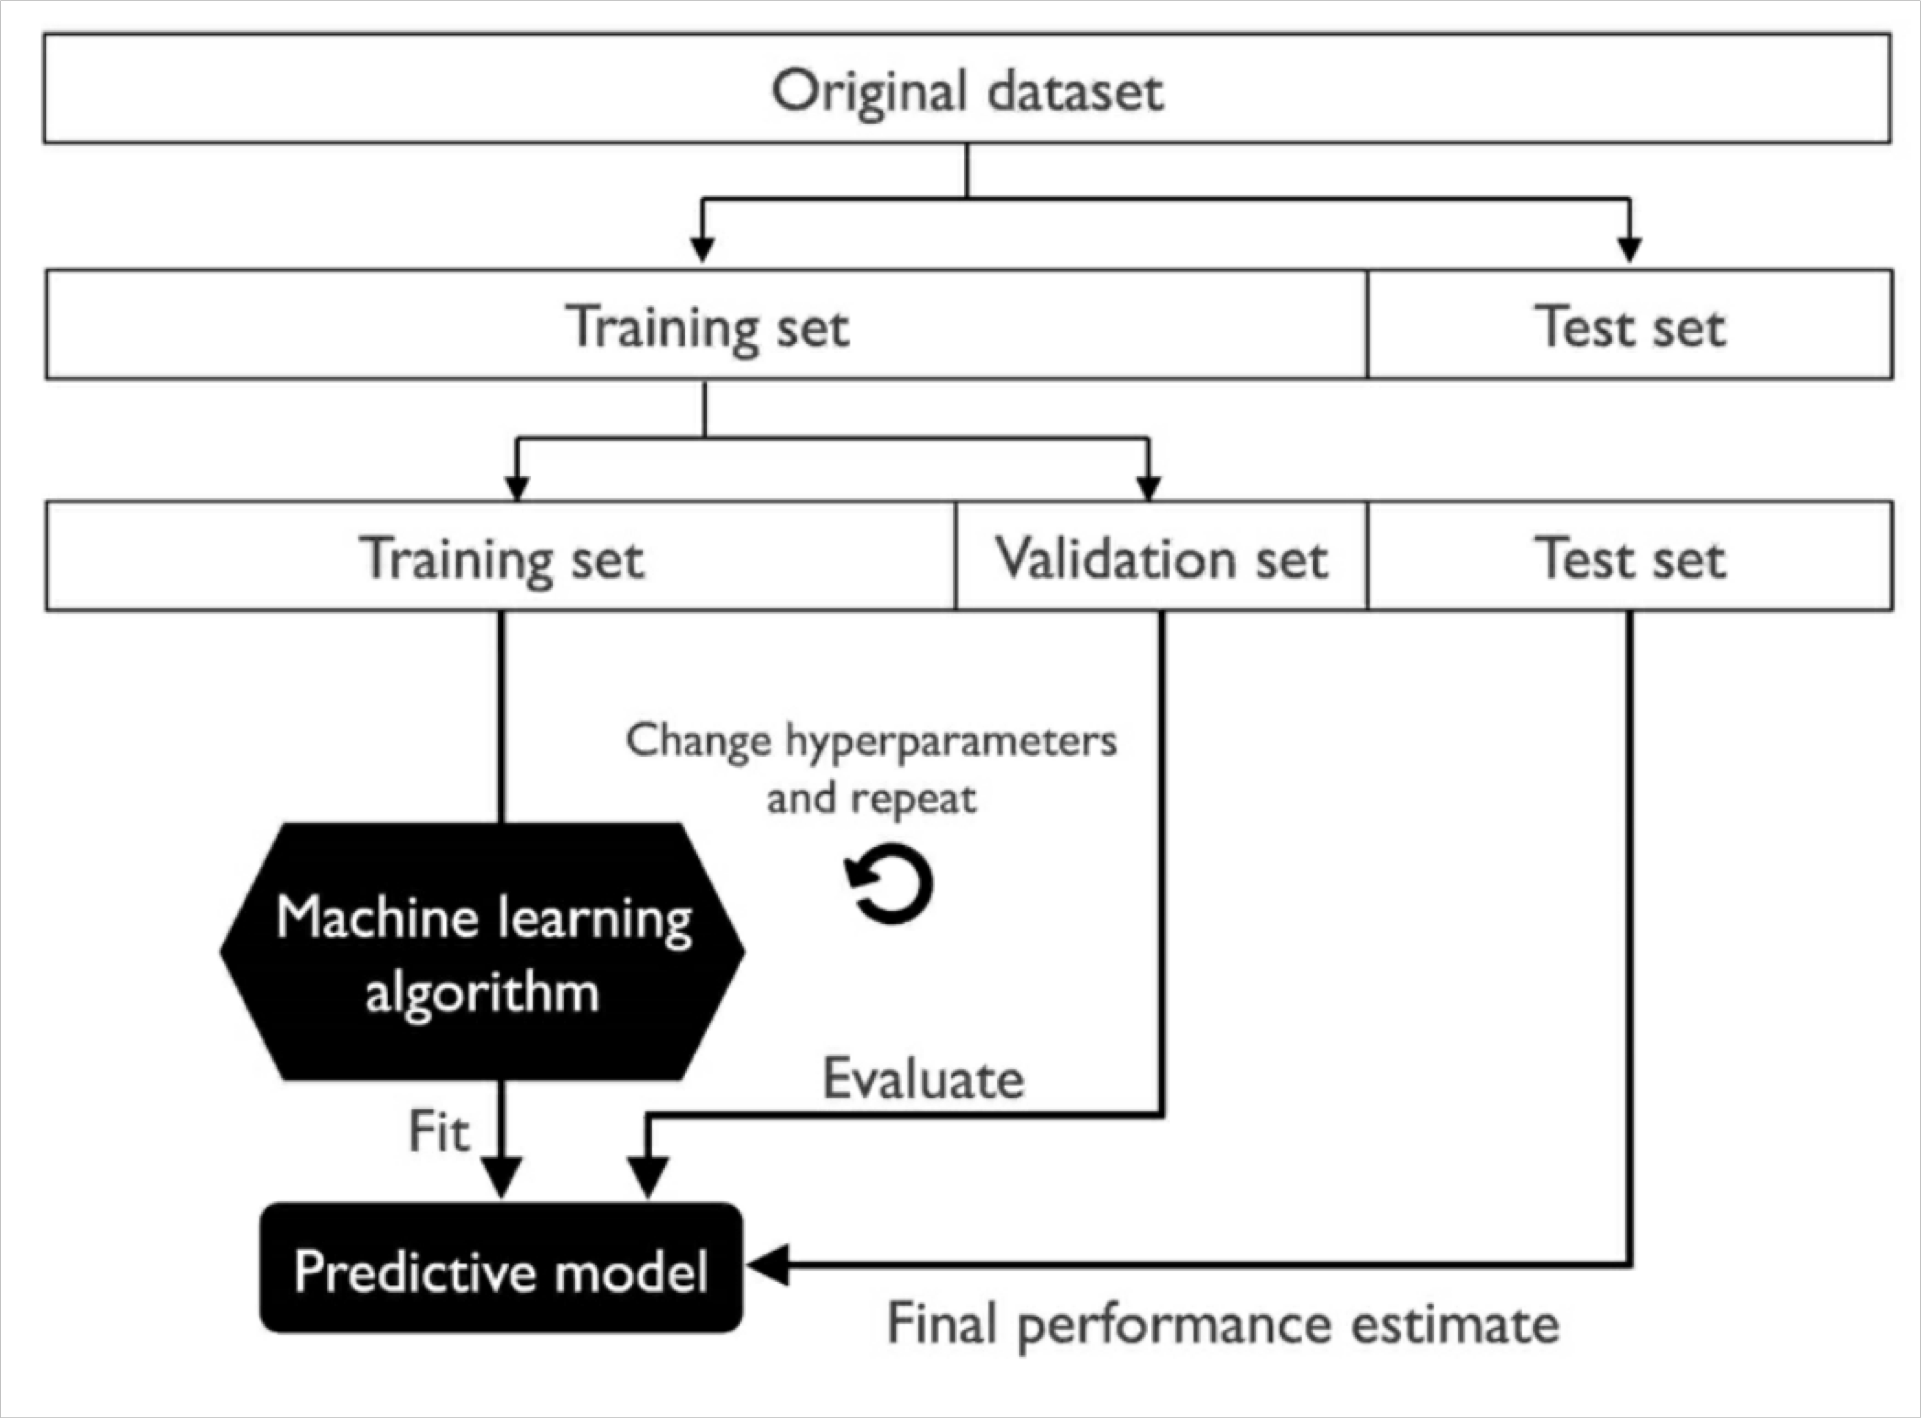 Original dataset
Training set
Test set
Training set
Validation set
Test set
Change hyperparameters
and repeat
Machine learning
algorithm
Evaluate
Fit
Predictive model
Final performance estimate